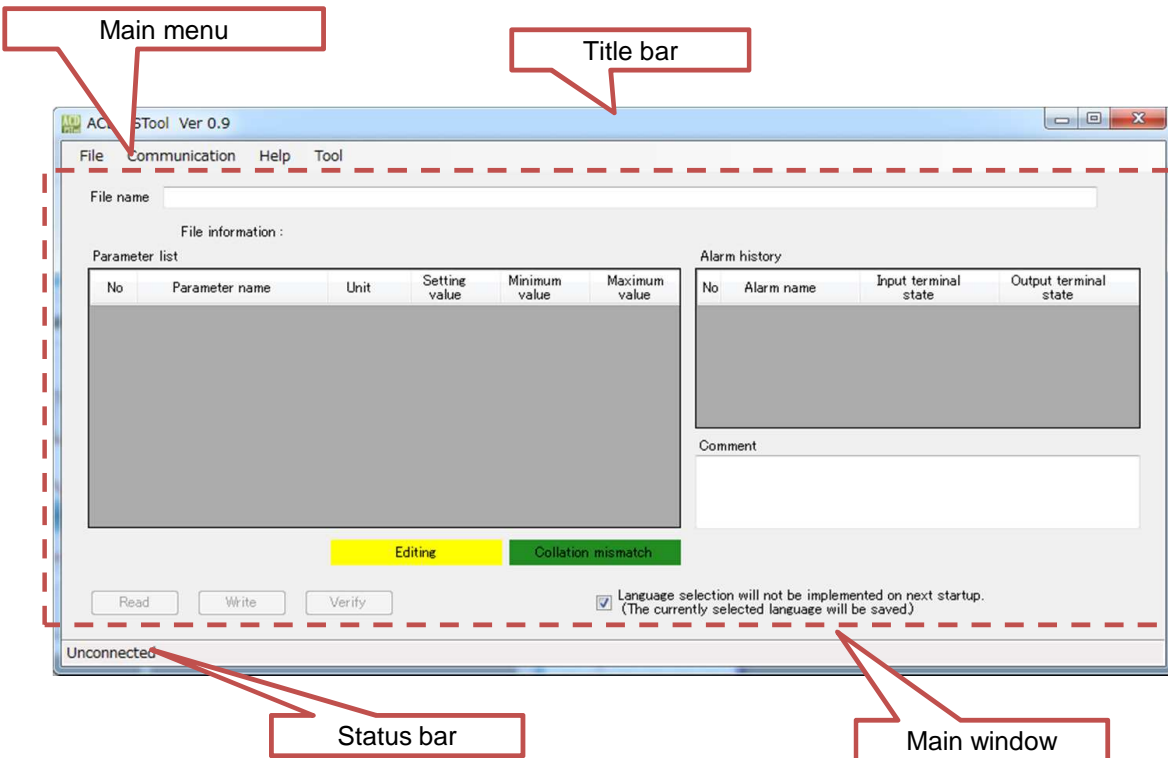 Main menu
Title bar
STool Ver 0.9
File Communication Help Tool
File name
File information :
Parameter list
No Parameter name Unit Setting value Minimum value Maximum value
Alarm history
No Alarm name Input terminal state Output terminal state
Comment
Editing
Collation mismatch
Read Write Verify
Language selection will not be implemented on next startup.
(The currently selected language will be saved.)
Unconnected
Status bar
Main window